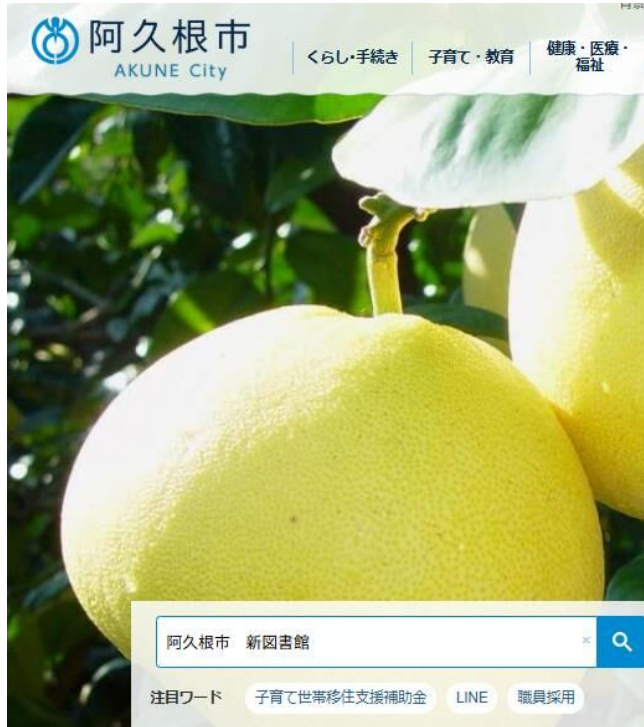 阿久根市
AKUNE City
くらし・手続き
子育て・教育
健康・医療・
福祉
阿久根市 新図書館
×
注目ワード
子育て世帯移住支援補助金
LINE
職員採用